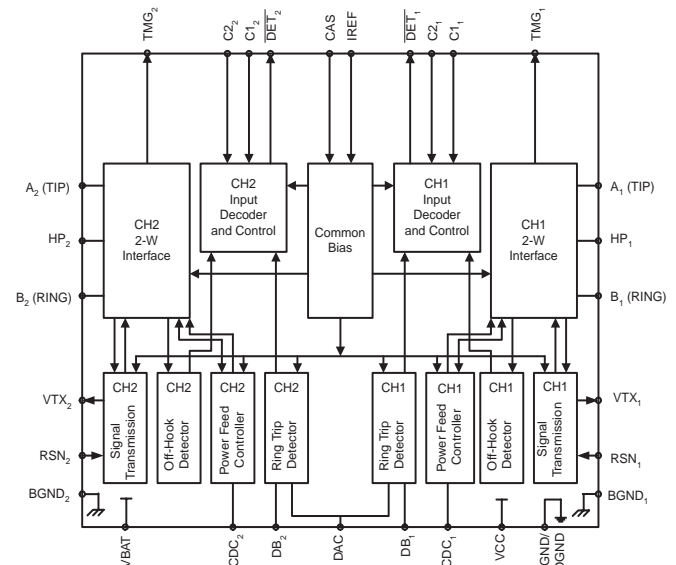 TMG2
C22
C12
DET2
CAS
IREF
DET1
C21
C11
TMG1
A2 (TIP)
HP2
B2 (RING)
VTX2
RSN2
BGND2
CH2
2-W
Interface
CH2
Input
Decoder
and Control
Common
Bias
CH1
Input
Decoder
and Control
CH1
2-W
Interface
A1 (TIP)
HP1
B1 (RING)
VTX1
RSN1
BGND1
CH2
Signal
Transmission
CH2
Off-Hook
Detector
CH2
Power Feed
Controller
CH2
Ring Trip
Detector
CH1
Ring Trip
Detector
CH1
Power Feed
Controller
CH1
Off-Hook
Detector
CH1
Signal
Transmission
VBAT
CDC2
DB2
DAC
DB1
CDC1
VCC